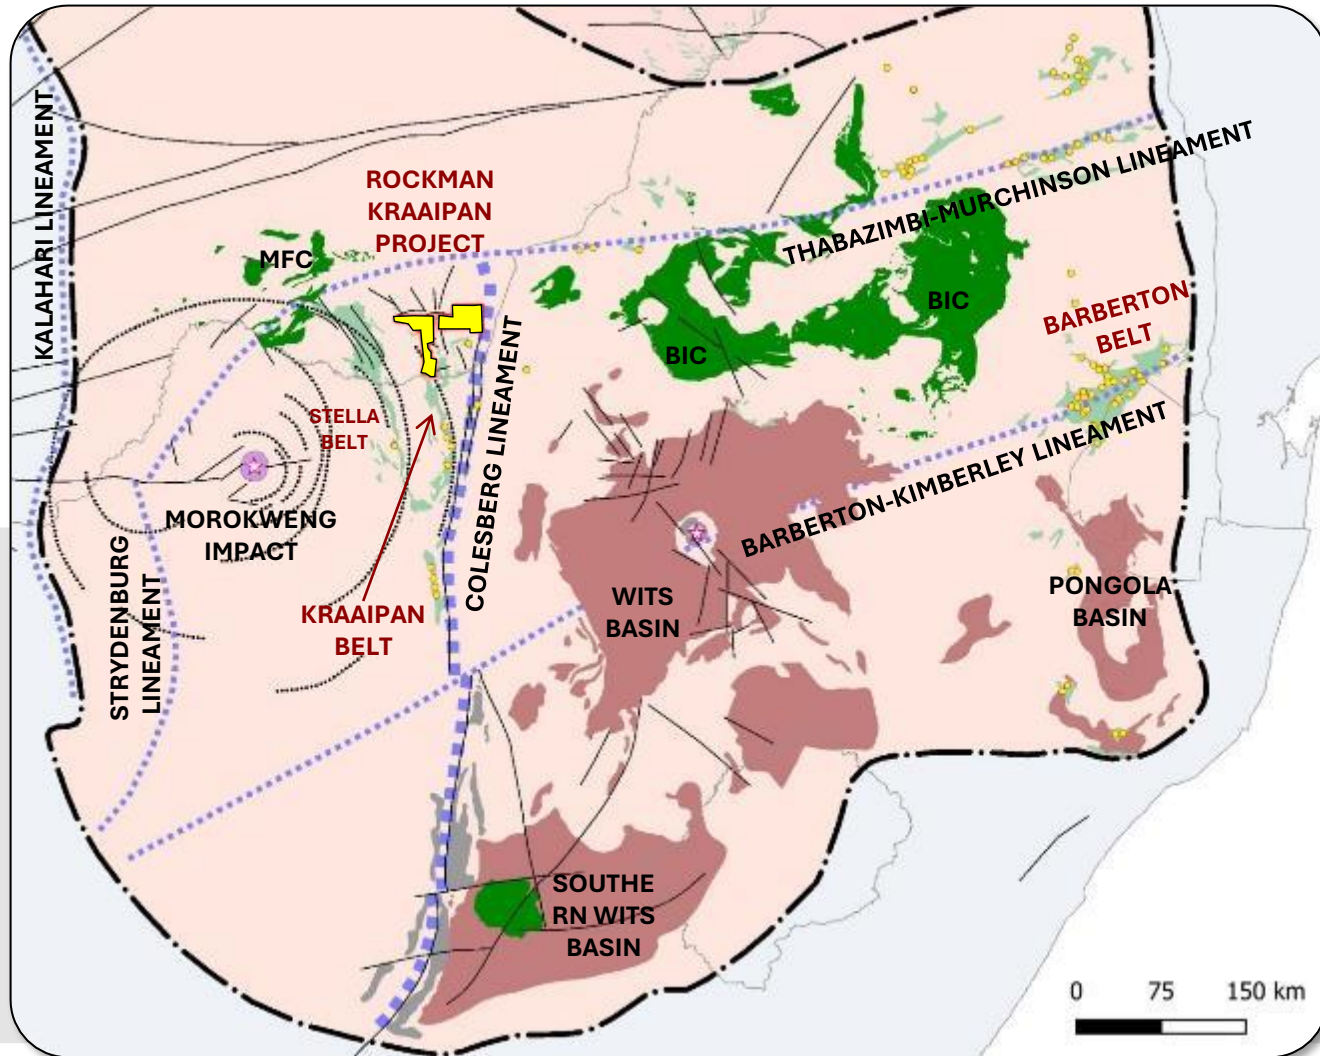 KALAHARI LINEAMENT
ROCKMAN
KRAAIPAN
PROJECT
MFC
THABAZIMBI-MURCHINSON LINEAMENT
BIC
BIC
BARBERTON
BELT
STELLA
BELT
COLESBERG LINEAMENT
MOROKWENG
IMPACT
BARBERTON-KIMBERLEY LINEAMENT
STRYDENBURG
LINEAMENT
KRAAIPAN
BELT
WITS
BASIN
PONGOLA
BASIN
SOUTHE
RN WITS
BASIN
0 75 150 km